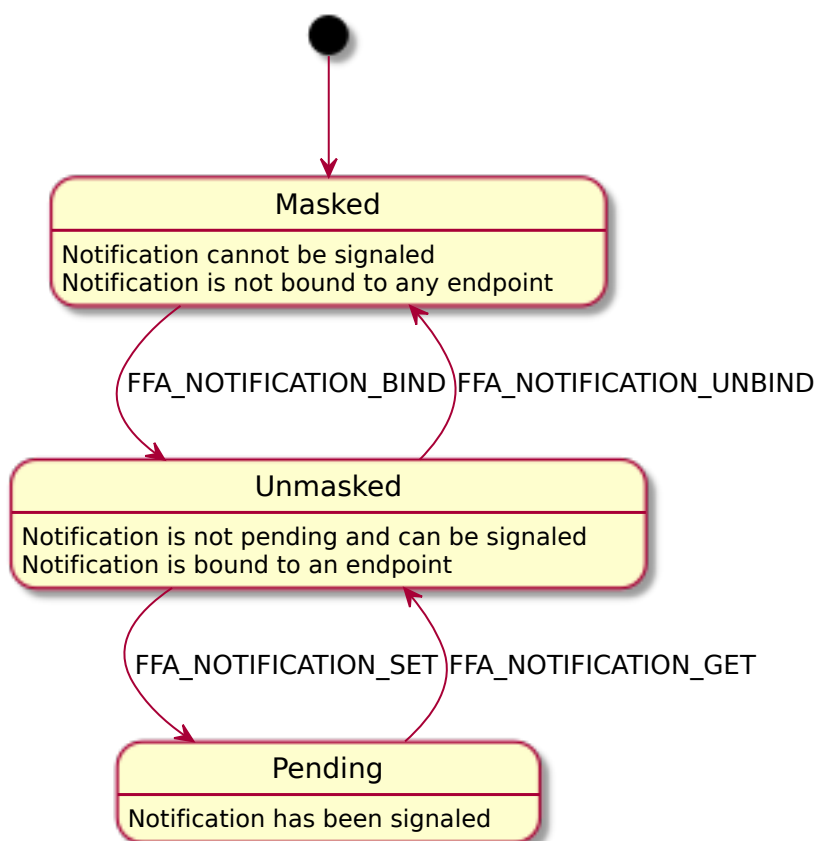 Masked
Notification cannot be signaled
Notification is not bound to any endpoint
FFA_NOTIFICATION_BIND
FFA_NOTIFICATION_UNBIND
Unmasked
Notification is not pending and can be signaled
Notification is bound to an endpoint
FFA_NOTIFICATION_SET
FFA_NOTIFICATION_GET
Pending
Notification has been signaled